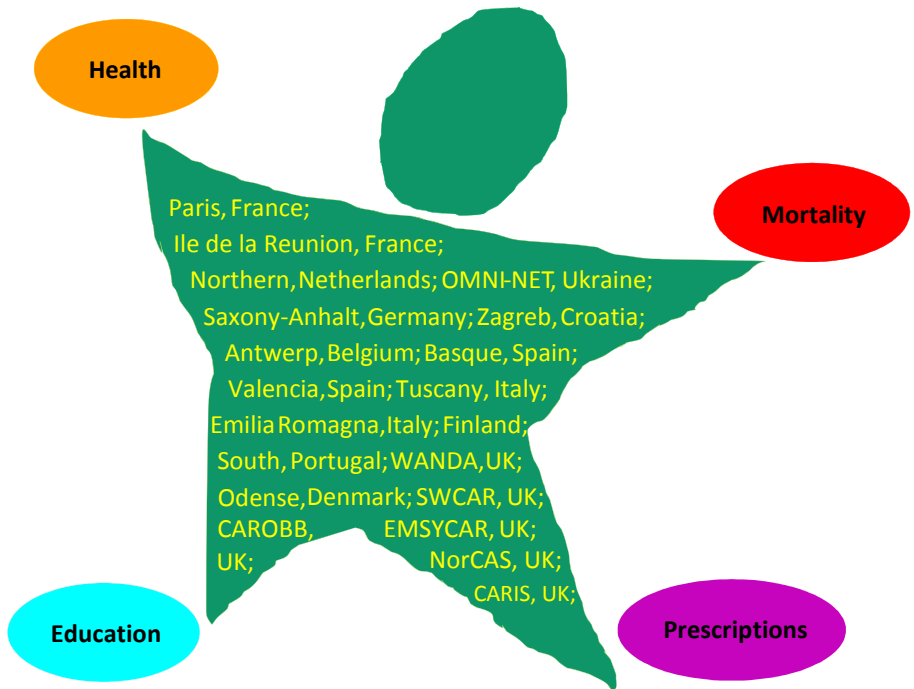 Health
Mortality
Paris, France;
Ile de la Reunion, France;
Northern, Netherlands; OMNI-NET, Ukraine;
Saxony-Anhalt, Germany; Zagreb, Croatia;
Antwerp, Belgium; Basque, Spain;
Valencia, Spain; Tuscany, Italy;
Emilia Romagna, Italy; Finland;
South, Portugal; WANDA, UK;
Odense, Denmark; SWCAR, UK;
CAROBB, EMSYCAR, UK;
UK; NorCAS, UK;
CARIS, UK;
Education
Prescriptions